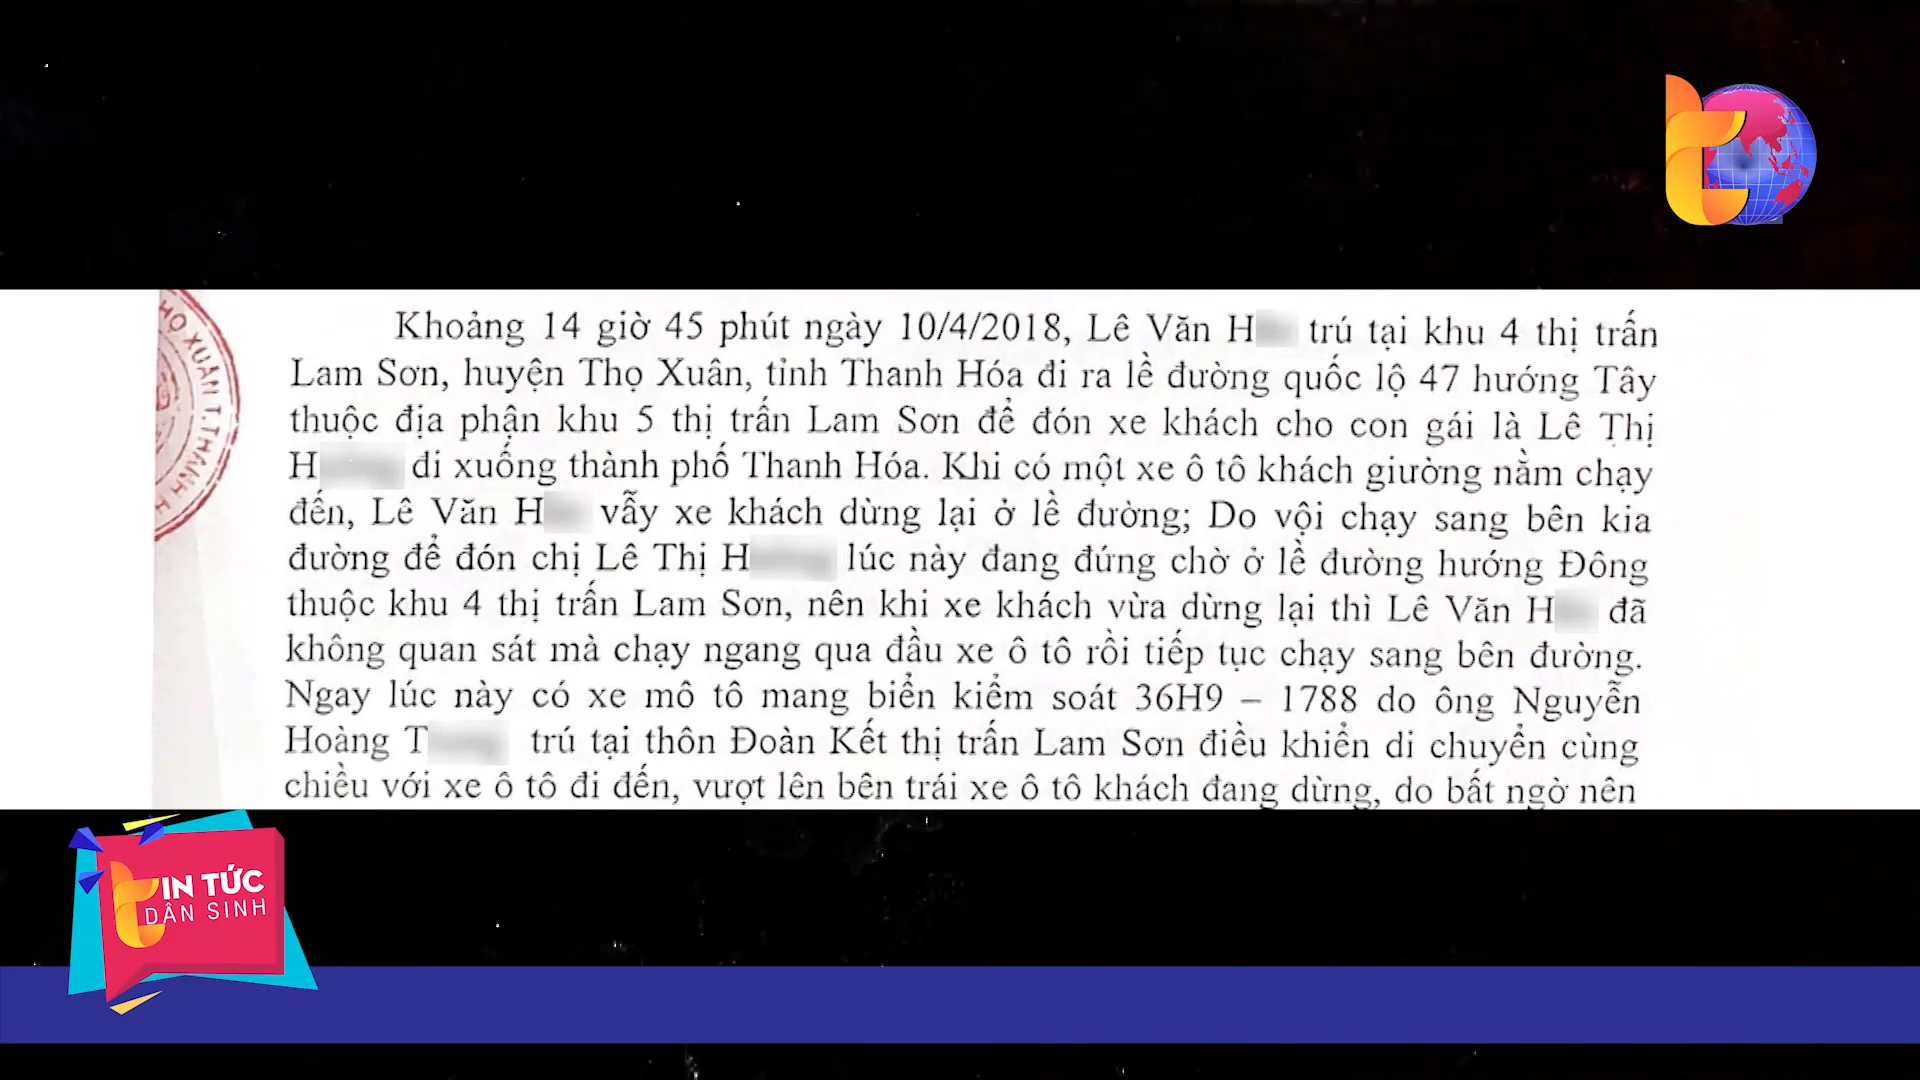 Khoảng 14 giờ 45 phút ngày 10/4/2018, Lê Văn H trú tại khu 4 thị trấn
Lam Sơn, huyện Thọ Xuân, tỉnh Thanh Hóa đi ra lề đường quốc lộ 47 hướng Tây
thuộc địa phận khu 5 thị trấn Lam Sơn để đón xe khách cho con gái là Lê Thị
H đi xuống thành phố Thanh Hóa. Khi có một xe ô tô khách giường nằm chạy
đến, Lê Văn H vẫy xe khách dừng lại ở lề đường; Do vội chạy sang bên kia
đường để đón chị Lê Thị H lúc này đang đứng chờ ở lề đường hướng Đông
thuộc khu 4 thị trấn Lam Sơn, nên khi xe khách vừa dừng lại thì Lê Văn H đã
không quan sát mà chạy ngang qua đầu xe ô tô rồi tiếp tục chạy sang bên đường.
Ngay lúc này có xe mô tô mang biển kiểm soát 36H9 – 1788 do ông Nguyễn
Hoàng T trú tại thôn Đoàn Kết thị trấn Lam Sơn điều khiển di chuyển cùng
chiều với xe ô tô đi đến, vượt lên bên trái xe ô tô khách đang dừng, do bất ngờ nên
HỌ XUÂN T. THANH H
TIN TỨC
DÂN SINH